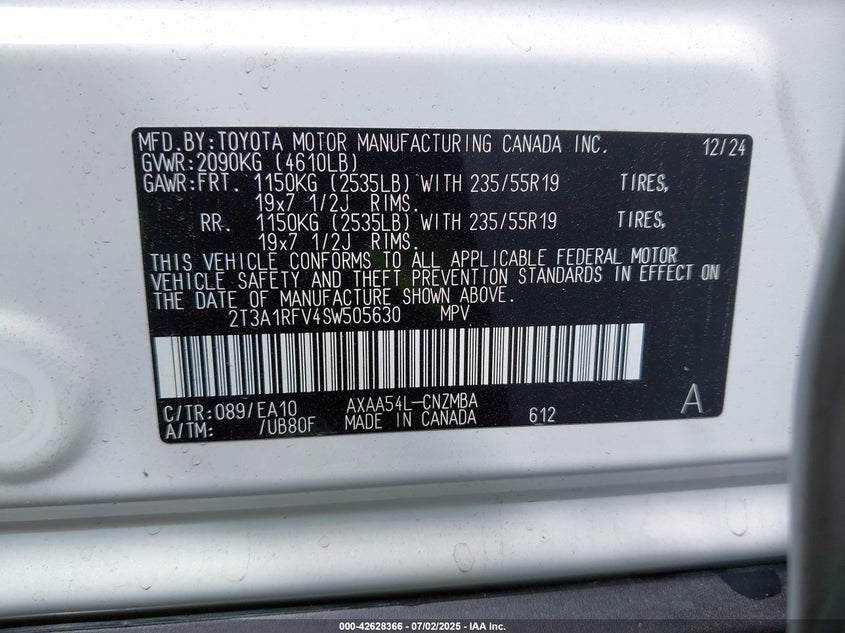 MFD.BY:TOYOTA MOTOR MANUFACTURING CANADA INC. 12/24
GVWR:2090KG (4610LB)
GAWR:FRT. 1150KG (2535LB) WITH 235/55R19 TIRES,
19x7 1/2J RIMS.
RR. 1150KG (2535LB) WITH 235/55R19 TIRES,
19x7 1/2J RIMS.
THIS VEHICLE CONFORMS TO ALL APPLICABLE FEDERAL MOTOR
VEHICLE SAFETY AND THEFT PREVENTION STANDARDS IN EFFECT ON
THE DATE OF MANUFACTURE SHOWN ABOVE.
2T3A1RFV4SW505630 MPV
C/TR:089/EA10 AXAA54L-CNZMBA
A/TM: /UB80F MADE IN CANADA 612 A
000-42628366 - 07/02/2025 - IAA Inc.